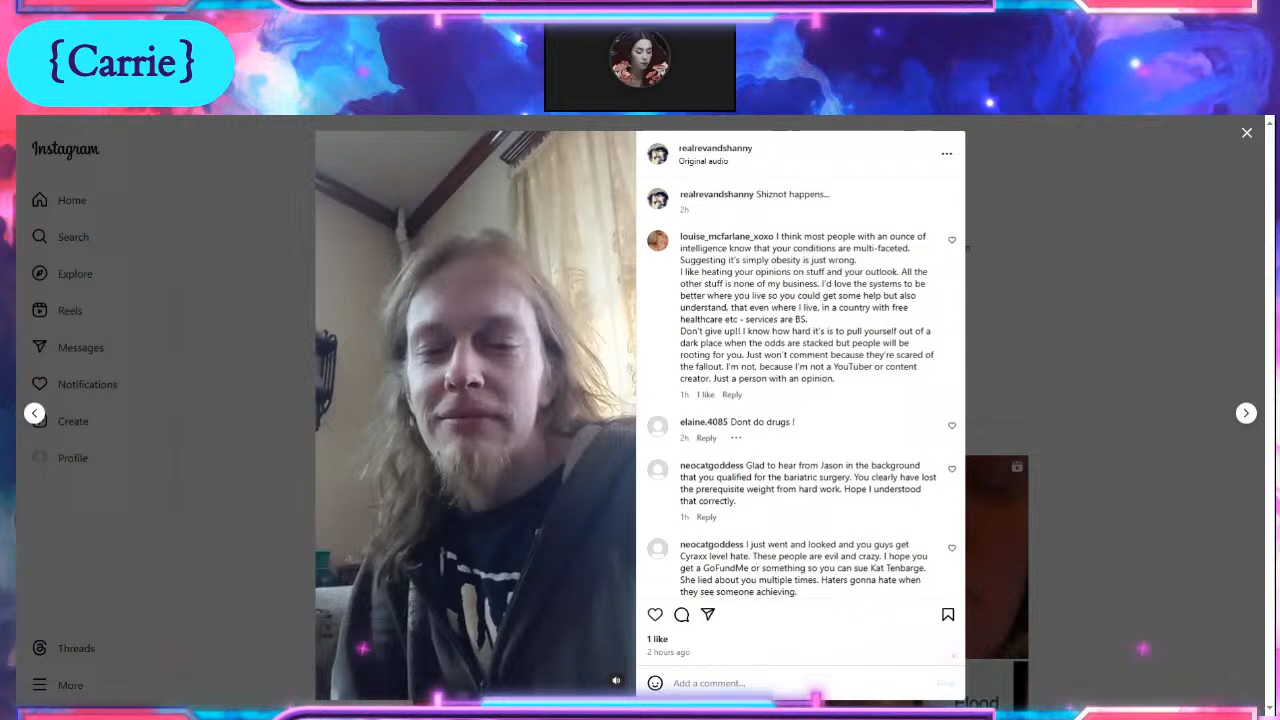 {Carrie}
Instagram
Home
Search
Explore
Reels
Messages
Notifications
Create
Profile
Threads
More
realrevandshanny
Original audio
realrevandshanny Shiznot happens...
2h
louise_mcfarlane_xoxo I think most people with an ounce of
intelligence know that your conditions are multi-faceted.
Suggesting it's simply obesity is just wrong.
I like heating your opinions on stuff and your outlook. All the
other stuff is none of my business. I'd love the systems to be
better where you live so you could get some help but also
understand, that even where I live, in a country with free
healthcare etc - services are BS.
Don't give up!! I know how hard it's is to pull yourself out of a
dark place when the odds are stacked but people will be
rooting for you. Just won't comment because they're scared of
the fallout. I'm not, because I'm not a YouTuber or content
creator. Just a person with an opinion.
1h 1 like Reply
elaine.4085 Dont do drugs !
2h Reply
neocatgoddess Glad to hear from Jason in the background
that you qualified for the bariatric surgery. You clearly have lost
the prerequisite weight from hard work. Hope I understood
that correctly.
1h Reply
neocatgoddess I just went and looked and you guys get
Cyraxx level hate. These people are evil and crazy. I hope you
get a GoFundMe or something so you can sue Kat Tenbarge.
She lied about you multiple times. Haters gonna hate when
they see someone achieving.
1 like
2 hours ago
Add a comment...